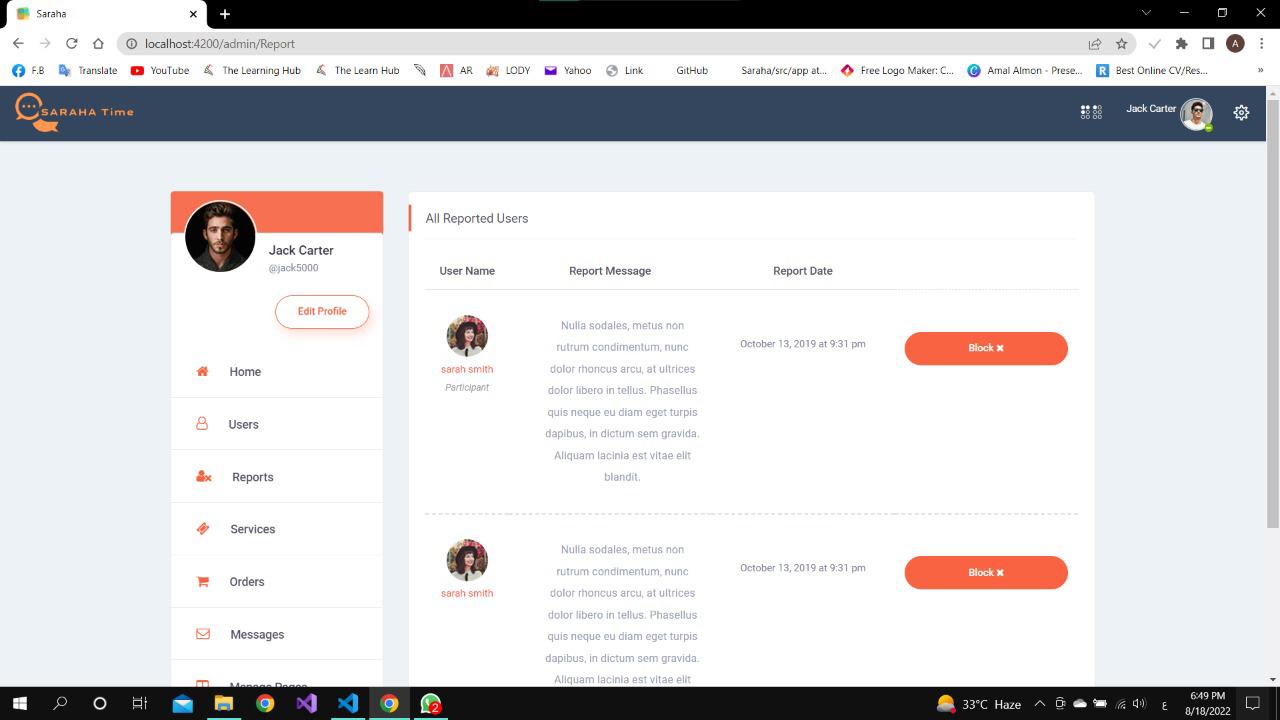 Saraha
localhost:4200/admin/Report
A
F.B
Translate
YouTube
The Learren Hub
The Learn Hub
AR
LODY
Yahoo
Link
GitHub
Saraha/src/app at...
Free Logo Maker: C...
Amal Almon - Prese...
Best Online CV/Res...
»
SARAHA Time
Jack Carter
Jack Carter
@jack5000
Edit Profile
Home
Users
Reports
Services
Orders
Messages
Manage Pages
All Reported Users
User Name Report Message Report Date
sarah smith
Participant
Nulla sodales, metus non
rutrum condimentum, nunc
dolor rhoncus arcu, at ultrices
dolor libero in tellus. Phasellus
quis neque eu diam eget turpis
dapibus, in dictum sem gravida.
Aliquam lacinia est vitae elit
blandit.
October 13, 2019 at 9:31 pm
Block ✖
sarah smith
Nulla sodales, metus non
rutrum condimentum, nunc
dolor rhoncus arcu, at ultrices
dolor libero in tellus. Phasellus
quis neque eu diam eget turpis
dapibus, in dictum sem gravida.
Aliquam lacinia est vitae elit
October 13, 2019 at 9:31 pm
Block ✖
2
33°C Haze
ع
6:49 PM
8/18/2022